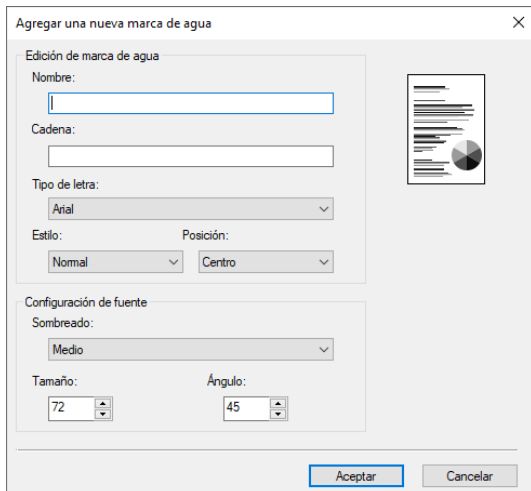 Agregar una nueva marca de agua
Edición de marca de agua
Nombre:
Cadena:
Tipo de letra:
Arial
Estilo: Posición:
Normal Centro
Configuración de fuente
Sombreado:
Medio
Tamaño: Ángulo:
72 45
Aceptar Cancelar